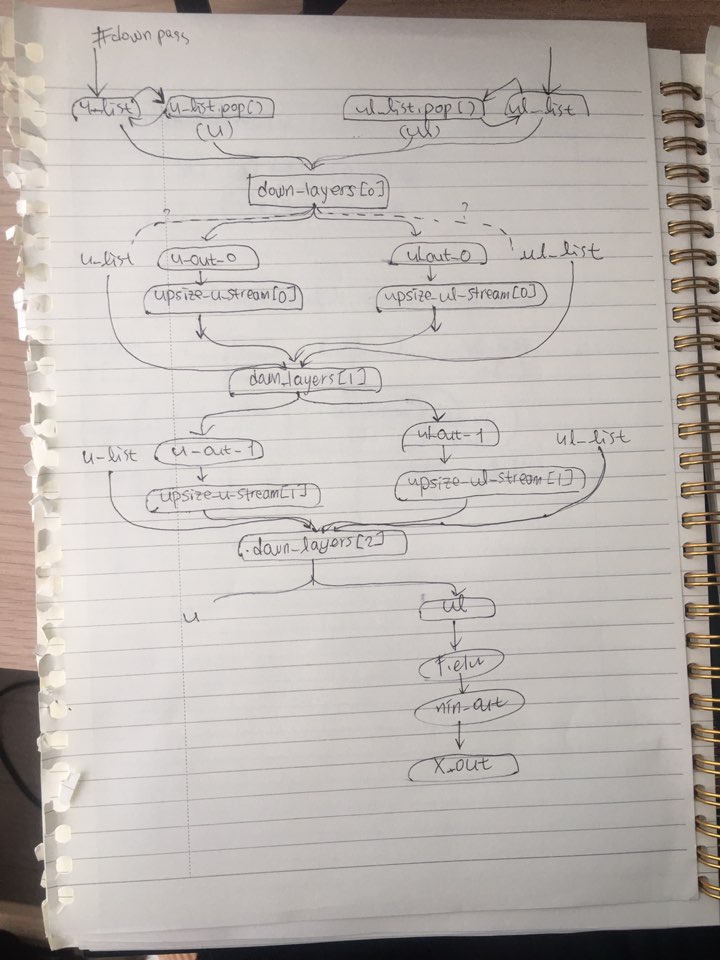 #down pass
u_list u_list.pop() ul_list.pop() ul_list
(u) (ul)
down_layers[0]
? ?
u_list u_out_0 ul_out_0 ul_list
upsize_u_stream[0] upsize_ul_stream[0]
down_layers[1]
u_list u_out_1 ul_out_1 ul_list
upsize_u_stream[1] upsize_ul_stream[1]
down_layers[2]
u ul
nin_out
x_out